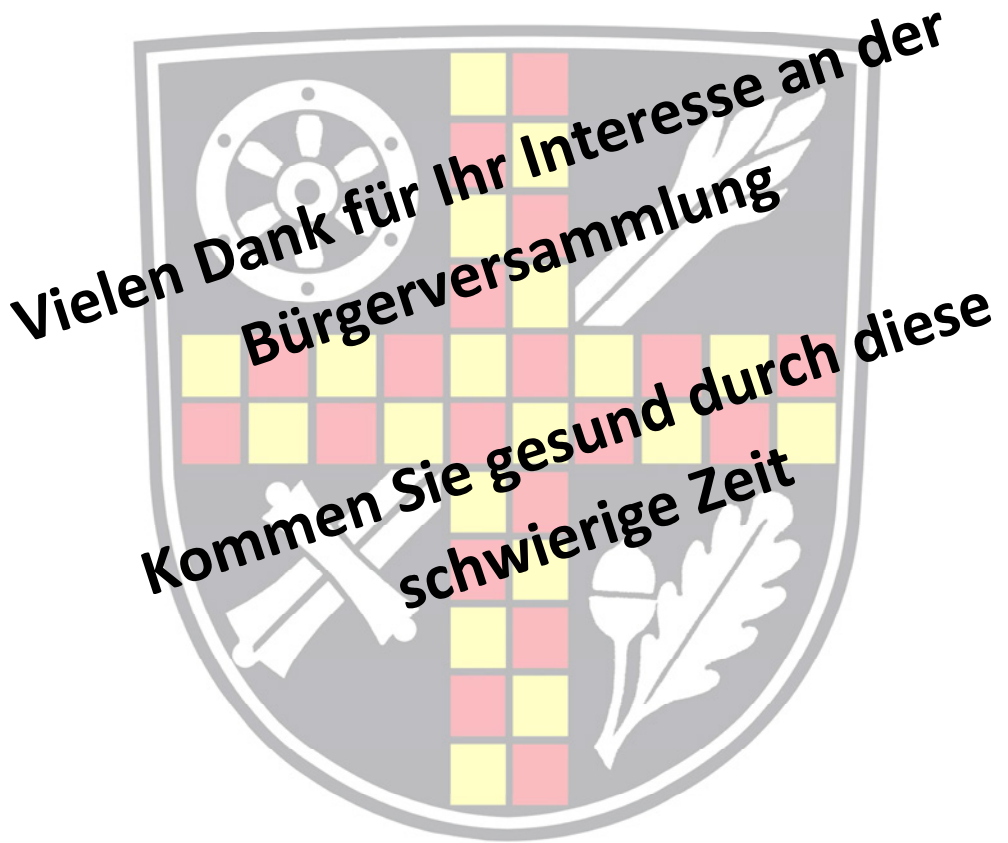 Vielen Dank für Ihr Interesse an der
Bürgerversammlung
Kommen Sie gesund durch diese
schwierige Zeit